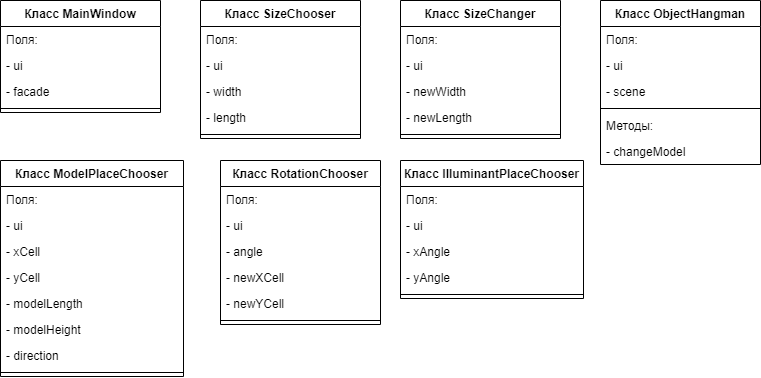 Класс MainWindow
Поля:
- ui
- facade
Класс SizeChooser
Поля:
- ui
- width
- length
Класс SizeChanger
Поля:
- ui
- newWidth
- newLength
Класс ObjectHangman
Поля:
- ui
- scene
Методы:
- changeModel
Класс ModelPlaceChooser
Поля:
- ui
- xCell
- yCell
- modelLength
- modelHeight
- direction
Класс RotationChooser
Поля:
- ui
- angle
- newXCell
- newYCell
Класс IlluminantPlaceChooser
Поля:
- ui
- xAngle
- yAngle